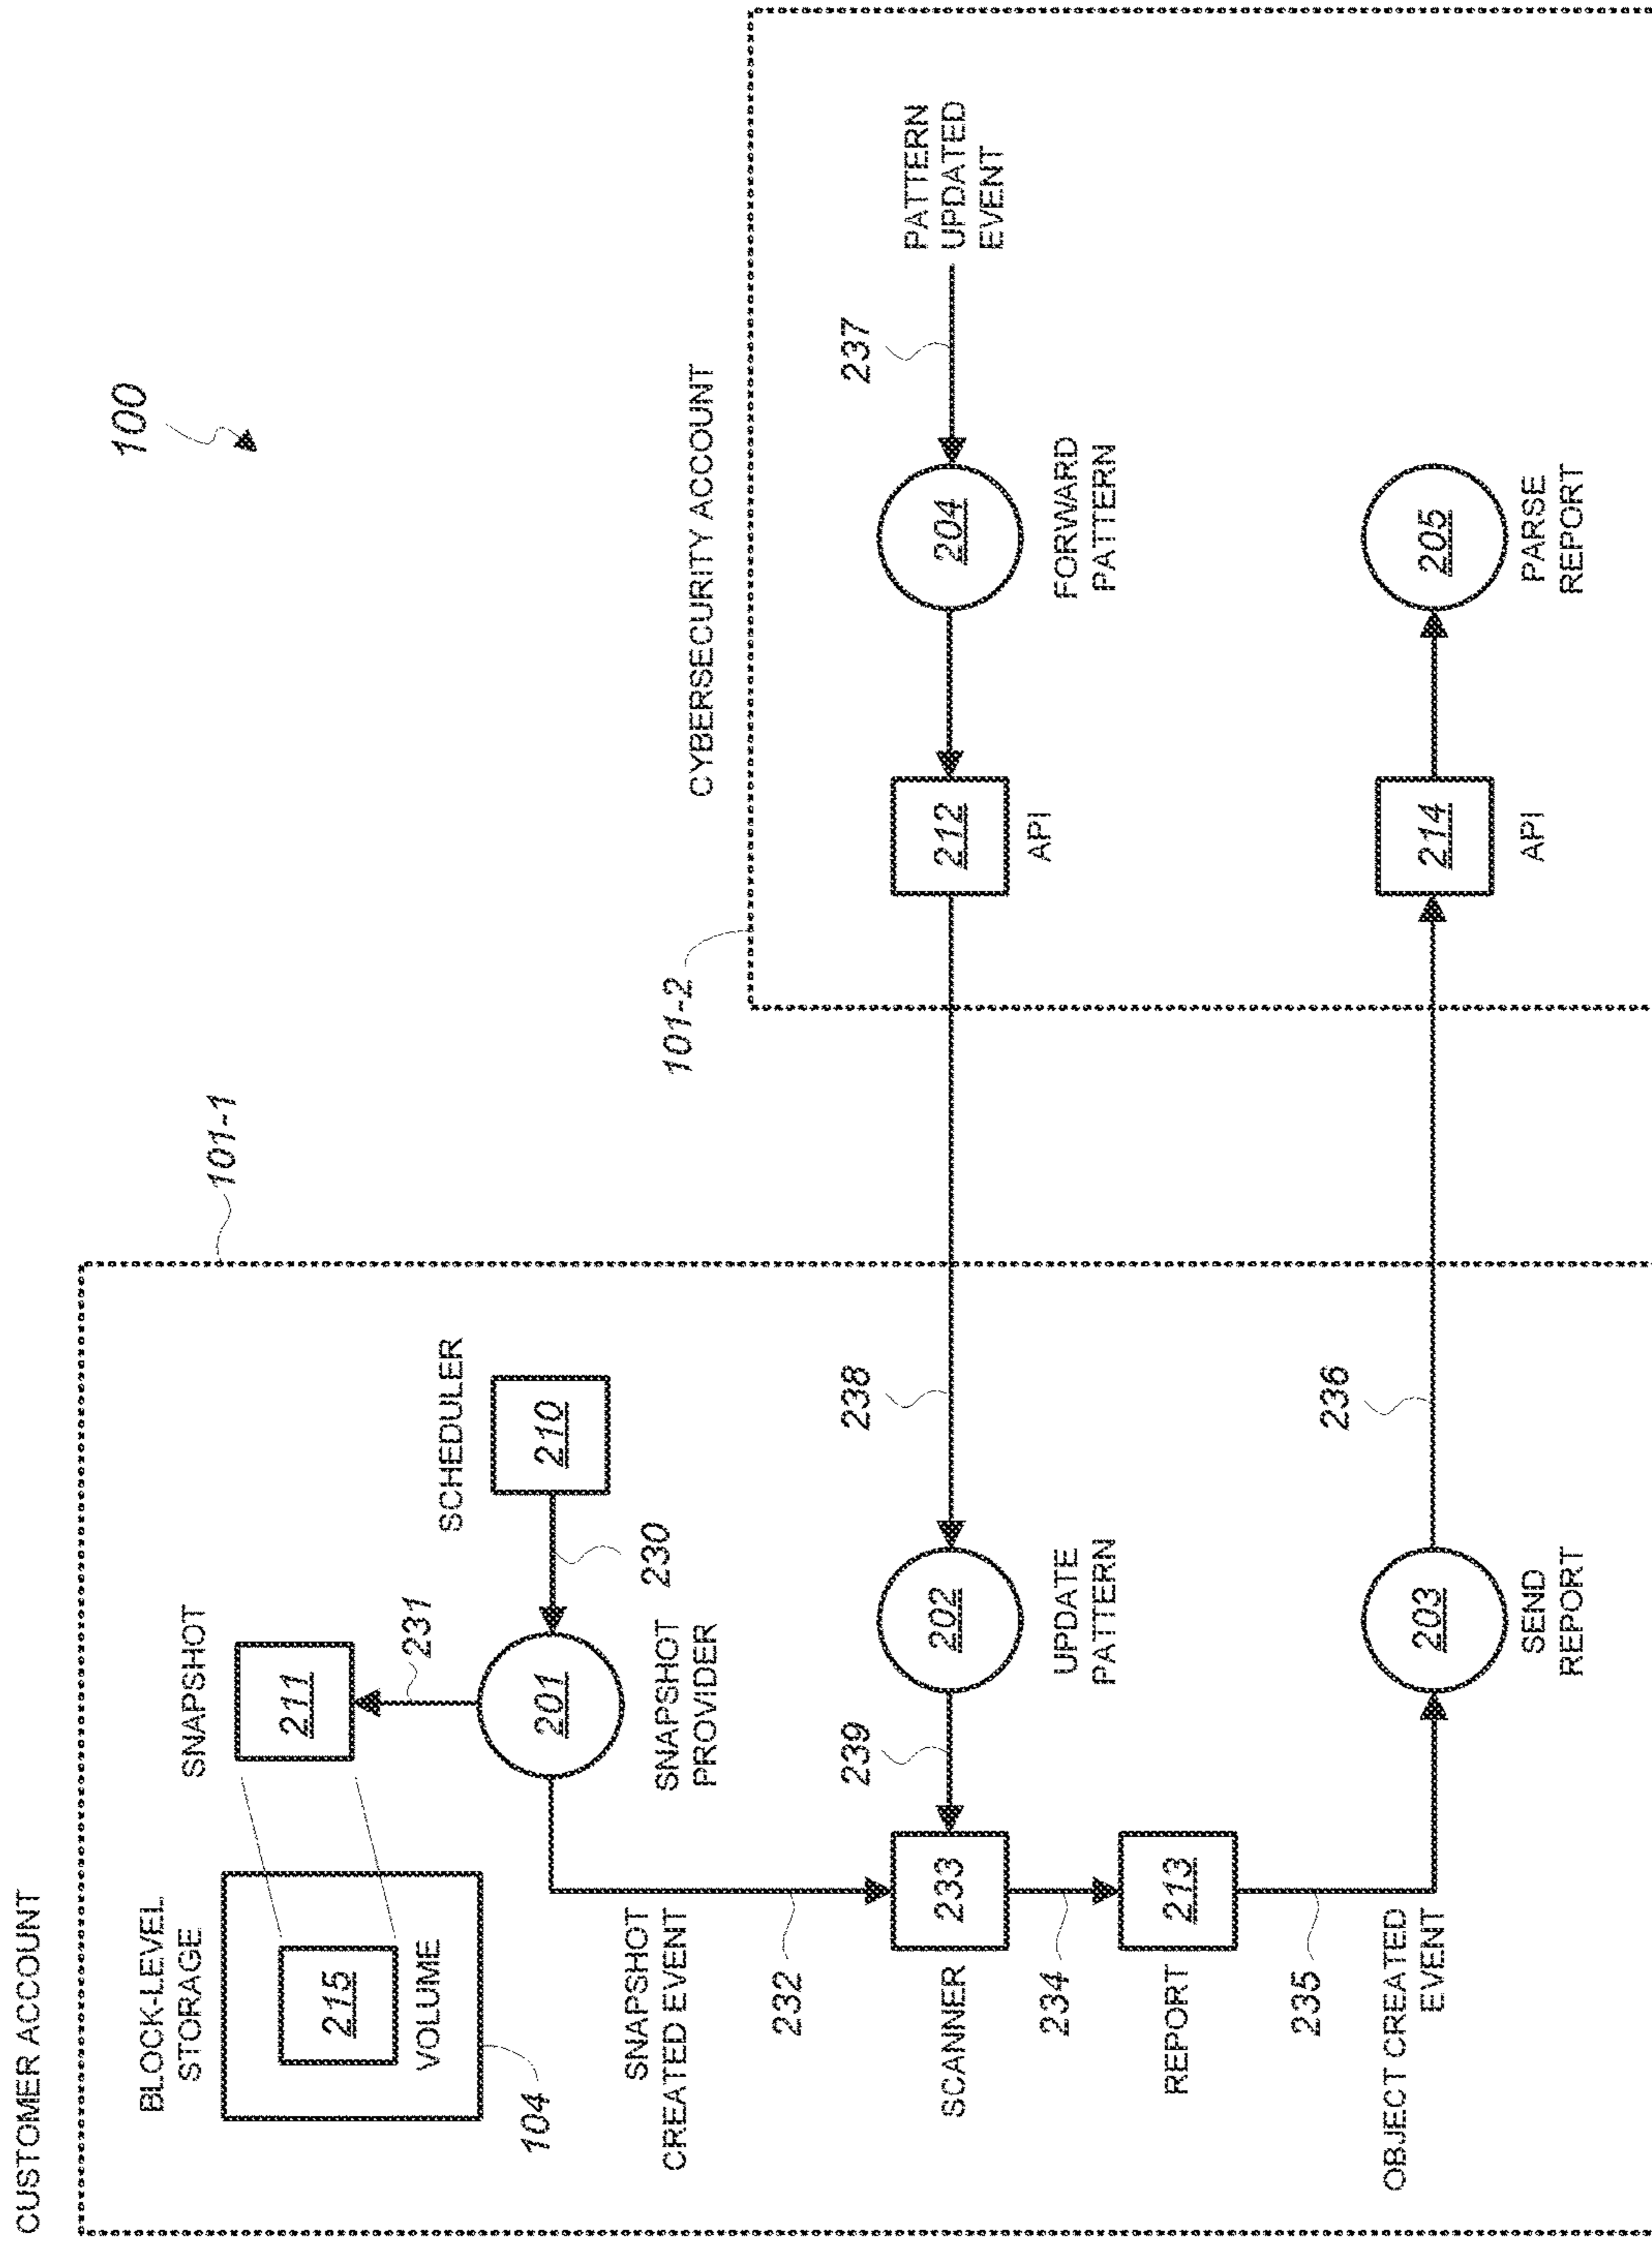 100
CUSTOMER ACCOUNT
101-1
BLOCK-LEVEL
STORAGE
215
VOLUME
104
SNAPSHOT
211
231
SCHEDULER
210
230
201
SNAPSHOT
PROVIDER
SNAPSHOT
CREATED EVENT
232
CYBERSECURITY ACCOUNT
101-2
SCANNER
233
239
202
UPDATE
PATTERN
238
212
API
204
FORWARD
PATTERN
237
PATTERN
UPDATED
EVENT
234
REPORT
213
235
OBJECT CREATED
EVENT
203
SEND
REPORT
236
214
API
205
PARSE
REPORT